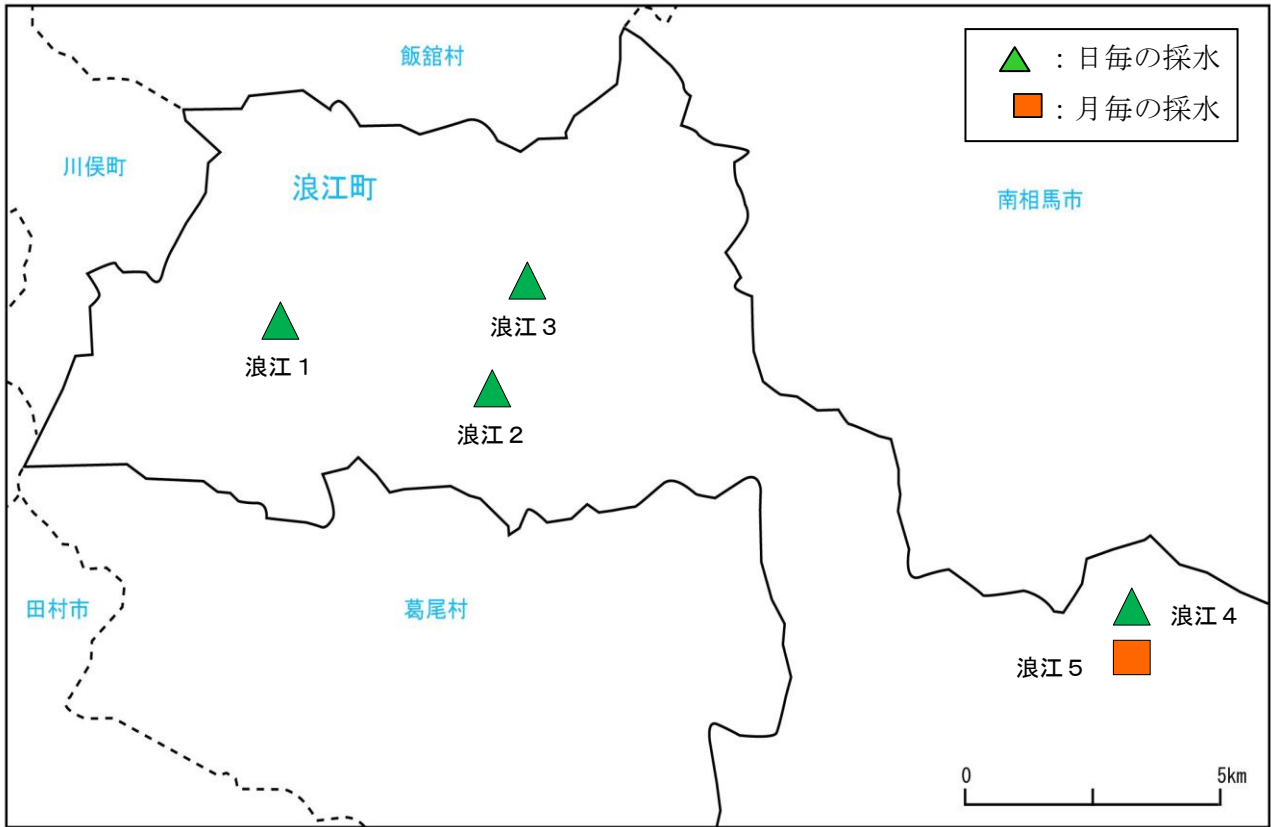 飯舘村
：日毎の採水
：月毎の採水
川俣町
浪江町
南相馬市
浪江３
浪江１
浪江２
田村市
葛尾村
浪江４
浪江５
0
5km